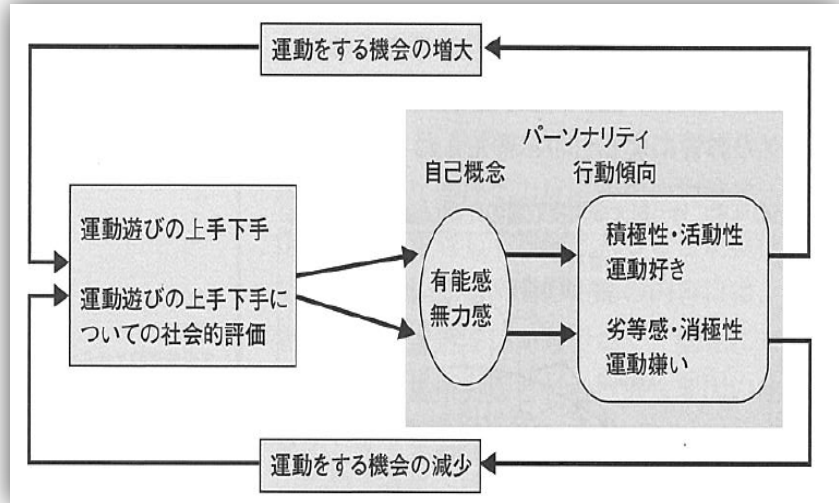 運動をする機会の増大
パーソナリティ
自己概念
行動傾向
運動遊びの上手下手
運動遊びの上手下手に
ついての社会的評価
有能感
無力感
積極性・活動性
運動好き
劣等感・消極性
運動嫌い
運動をする機会の減少